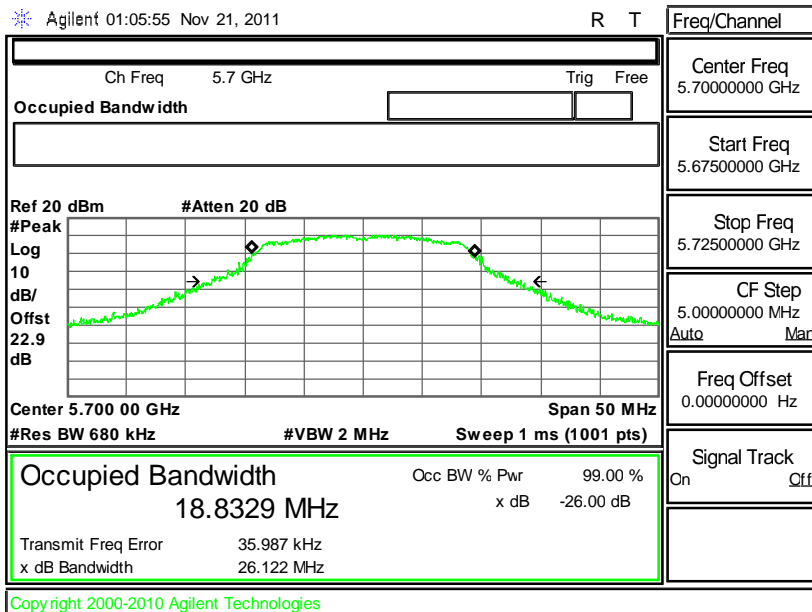 Agilent 01:05:55 Nov 21, 2011 R T
Freq/Channel
Ch Freq 5.7 GHz Trig Free
Occupied Bandwidth
Center Freq
5.70000000 GHz
Start Freq
5.67500000 GHz
Stop Freq
5.72500000 GHz
CF Step
5.00000000 MHz
Auto Man
Freq Offset
0.00000000 Hz
Signal Track
On Off
Ref 20 dBm #Atten 20 dB
#Peak
Log
10
dB/
Offst
22.9
dB
Center 5.700 00 GHz Span 50 MHz
#Res BW 680 kHz #VBW 2 MHz Sweep 1 ms (1001 pts)
Occupied Bandwidth Occ BW % Pwr 99.00 %
18.8329 MHz x dB -26.00 dB
Transmit Freq Error 35.987 kHz
x dB Bandwidth 26.122 MHz
Copyright 2000-2010 Agilent Technologies